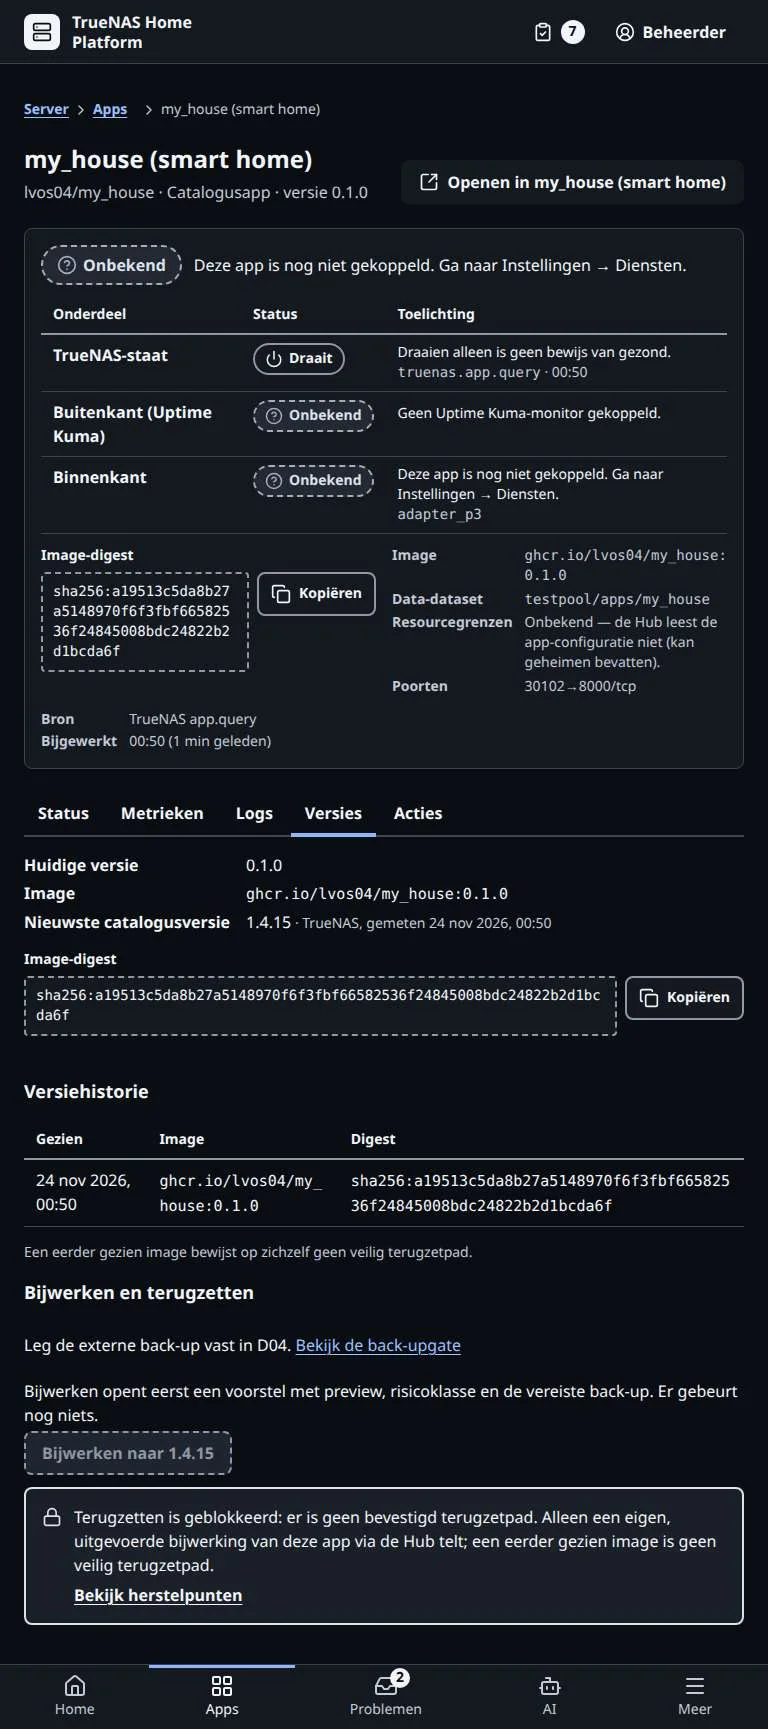 TrueNAS Home
Platform
7
Beheerder
Server > Apps > my_house (smart home)
my_house (smart home)
lvos04/my_house · Catalogusapp · versie 0.1.0
Openen in my_house (smart home)
Onbekend
Deze app is nog niet gekoppeld. Ga naar Instellingen → Diensten.
Onderdeel Status Toelichting
TrueNAS-staat
Draait
Draaien alleen is geen bewijs van gezond.
truenas.app.query · 00:50
Buitenkant (Uptime
Kuma)
Onbekend
Geen Uptime Kuma-monitor gekoppeld.
Binnenkant
Onbekend
Deze app is nog niet gekoppeld. Ga naar
Instellingen → Diensten.
adapter_p3
Image-digest
sha256:a19513c5da8b27
a5148970f6f3fbf665825
36f24845008bdc24822b2
d1bcda6f
Kopiëren
Image ghcr.io/lvos04/my_house:
0.1.0
Data-dataset testpool/apps/my_house
Resourcegrenzen Onbekend — de Hub leest de
app-configuratie niet (kan
geheimen bevatten).
Poorten 30102→8000/tcp
Bron TrueNAS app.query
Bijgewerkt 00:50 (1 min geleden)
Status Metrieken Logs Versies Acties
Huidige versie 0.1.0
Image ghcr.io/lvos04/my_house:0.1.0
Nieuwste catalogusversie 1.4.15 · TrueNAS, gemeten 24 nov 2026, 00:50
Image-digest
sha256:a19513c5da8b27a5148970f6f3fbf66582536f24845008bdc24822b2d1bc
da6f
Kopiëren
Versiehistorie
Gezien Image Digest
24 nov 2026,
00:50
ghcr.io/lvos04/my_
house:0.1.0
sha256:a19513c5da8b27a5148970f6f3fbf665825
36f24845008bdc24822b2d1bcda6f
Een eerder gezien image bewijst op zichzelf geen veilig terugzetpad.
Bijwerken en terugzetten
Leg de externe back-up vast in D04. Bekijk de back-upgate
Bijwerken opent eerst een voorstel met preview, risicoklasse en de vereiste back-up. Er gebeurt
nog niets.
Bijwerken naar 1.4.15
Terugzetten is geblokkeerd: er is geen bevestigd terugzetpad. Alleen een eigen,
uitgevoerde bijwerking van deze app via de Hub telt; een eerder gezien image is geen
veilig terugzetpad.
Bekijk herstelpunten
2
Home Apps Problemen AI Meer